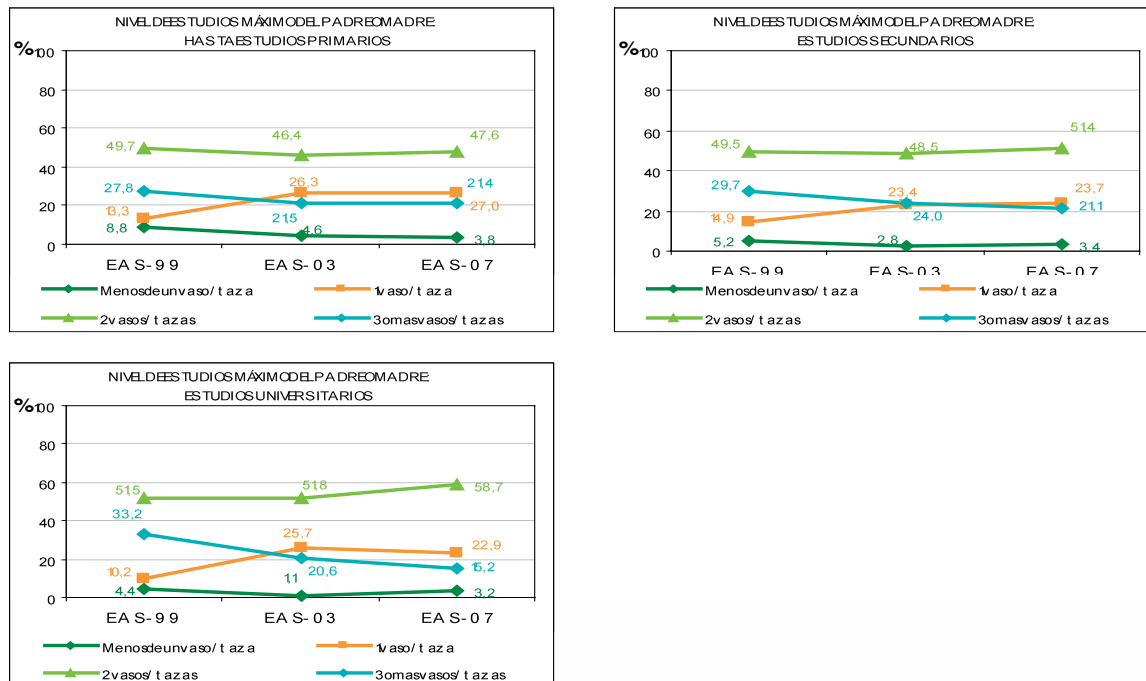 NIVEL DE ESTUDIOS MÁXIMO DEL PADRE O MADRE:
HASTA ESTUDIOS PRIMARIOS
%
100
80
60
40
20
0
49,7
46,4
47,6
27,8
26,3
21,4
13,3
21,5
27,0
8,8
4,6
3,8
EAS-99
EAS-03
EAS-07
Menos de un vaso/taza
1 vaso/taza
2 vasos/tazas
3 o mas vasos/tazas
NIVEL DE ESTUDIOS MÁXIMO DEL PADRE O MADRE:
ESTUDIOS SECUNDARIOS
%
100
80
60
40
20
0
49,5
48,5
51,4
29,7
23,4
23,7
14,9
24,0
21,1
5,2
2,8
3,4
EAS-99
EAS-03
EAS-07
Menos de un vaso/taza
1 vaso/taza
2 vasos/tazas
3 o mas vasos/tazas
NIVEL DE ESTUDIOS MÁXIMO DEL PADRE O MADRE:
ESTUDIOS UNIVERSITARIOS
%
100
80
60
40
20
0
51,5
51,8
58,7
33,2
25,7
22,9
10,2
20,6
15,2
4,4
1,1
3,2
EAS-99
EAS-03
EAS-07
Menos de un vaso/taza
1 vaso/taza
2 vasos/tazas
3 o mas vasos/tazas